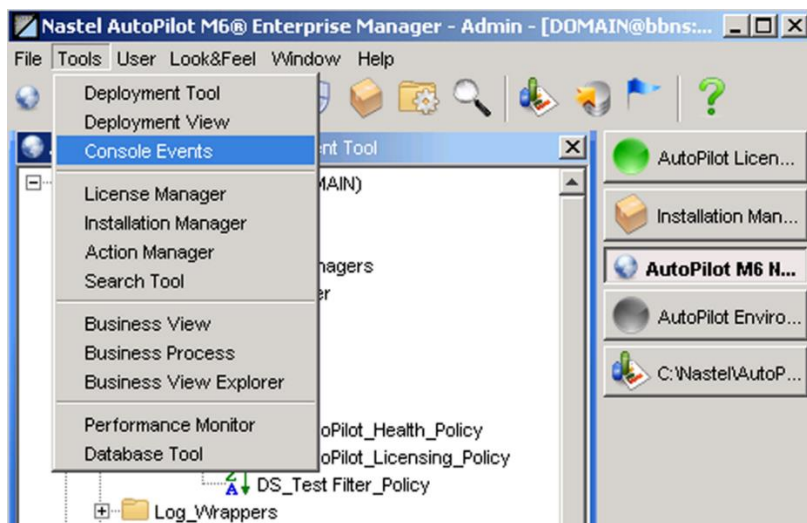 Nastel AutoPilot M6® Enterprise Manager - Admin - [DOMAIN@bbns:...
File Tools User Look&Feel Window Help
Deployment Tool
Deployment View
Console Events
License Manager
Installation Manager
Action Manager
Search Tool
Business View
Business Process
Business View Explorer
Performance Monitor
Database Tool
nt Tool
MAIN)
nagers
er
oPilot_Health_Policy
oPilot_Licensing_Policy
DS_Test Filter_Policy
Log_Wrappers
AutoPilot Licen...
Installation Man...
AutoPilot M6 N...
AutoPilot Enviro...
C:\Nastel\AutoP...